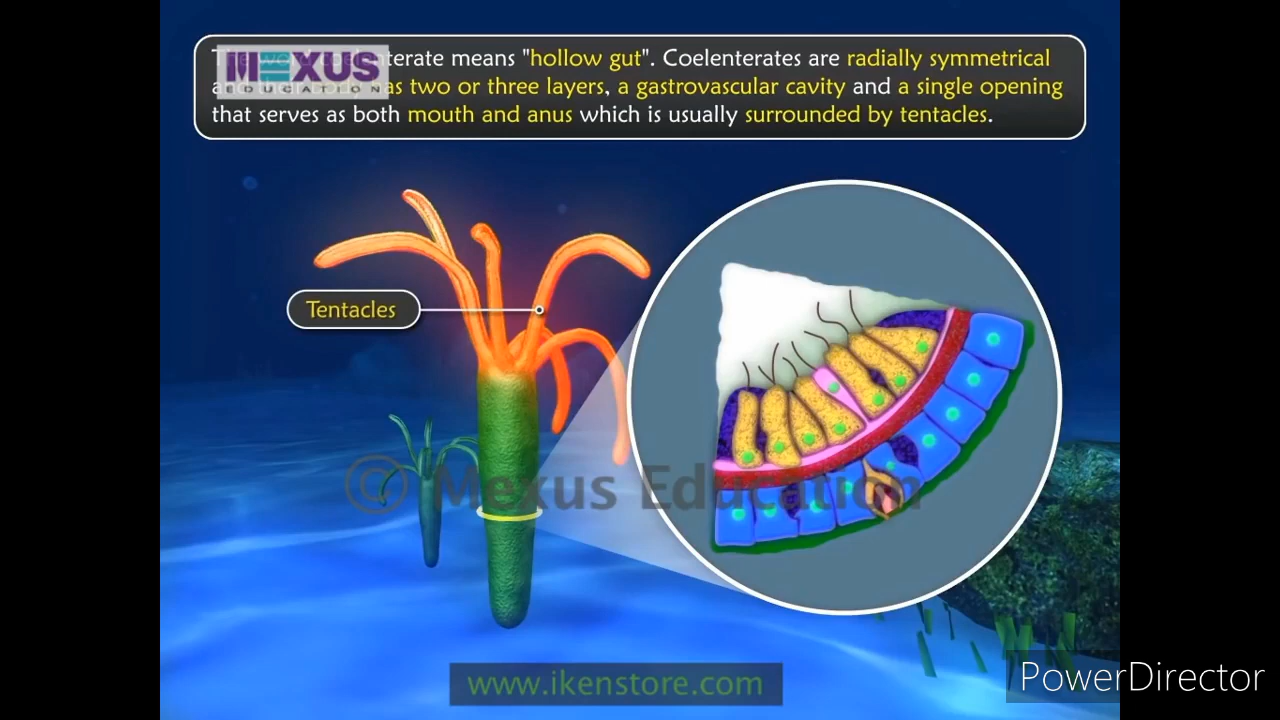 MEXUS
EDUCATION
enterate means "hollow gut". Coelenterates are radially symmetrical
as two or three layers, a gastrovascular cavity and a single opening
that serves as both mouth and anus which is usually surrounded by tentacles.
Tentacles
© Mexus Education
www.ikenstore.com
PowerDirector